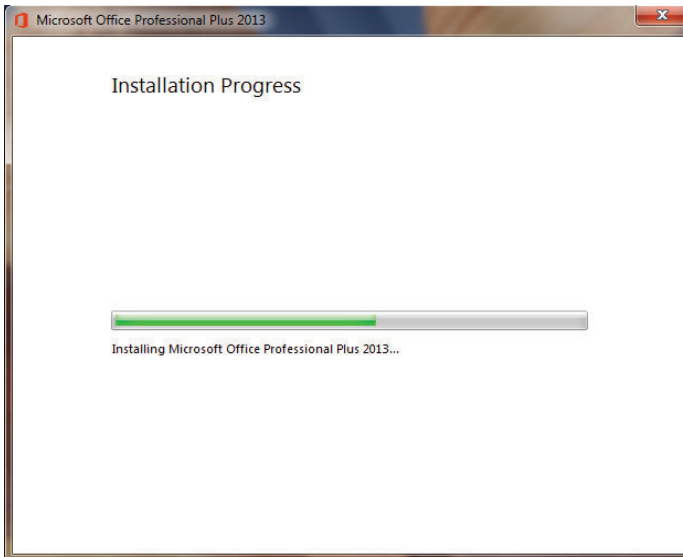 Microsoft Office Professional Plus 2013
Installation Progress
Installing Microsoft Office Professional Plus 2013...